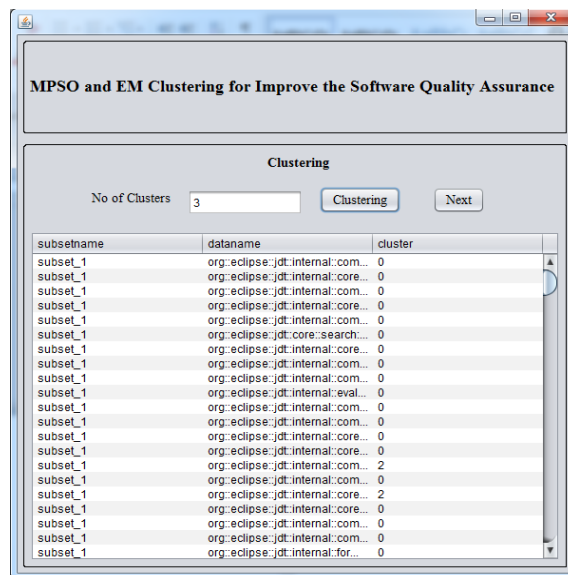 MPSO and EM Clustering for Improve the Software Quality Assurance
Clustering
No of Clusters 3 Clustering Next
subsetname dataname cluster
subset_1 org::eclipse::jdt::internal::com... 0
subset_1 org::eclipse::jdt::internal::core... 0
subset_1 org::eclipse::jdt::internal::com... 0
subset_1 org::eclipse::jdt::internal::core... 0
subset_1 org::eclipse::jdt::internal::com... 0
subset_1 org::eclipse::jdt::core::search:... 0
subset_1 org::eclipse::jdt::internal::core... 0
subset_1 org::eclipse::jdt::internal::com... 0
subset_1 org::eclipse::jdt::internal::com... 0
subset_1 org::eclipse::jdt::internal::eval... 0
subset_1 org::eclipse::jdt::internal::com... 0
subset_1 org::eclipse::jdt::internal::com... 0
subset_1 org::eclipse::jdt::internal::core... 0
subset_1 org::eclipse::jdt::internal::core... 0
subset_1 org::eclipse::jdt::internal::com... 2
subset_1 org::eclipse::jdt::internal::com... 0
subset_1 org::eclipse::jdt::internal::core... 2
subset_1 org::eclipse::jdt::internal::core... 0
subset_1 org::eclipse::jdt::internal::com... 0
subset_1 org::eclipse::jdt::internal::com... 0
subset_1 org::eclipse::jdt::internal::for... 0